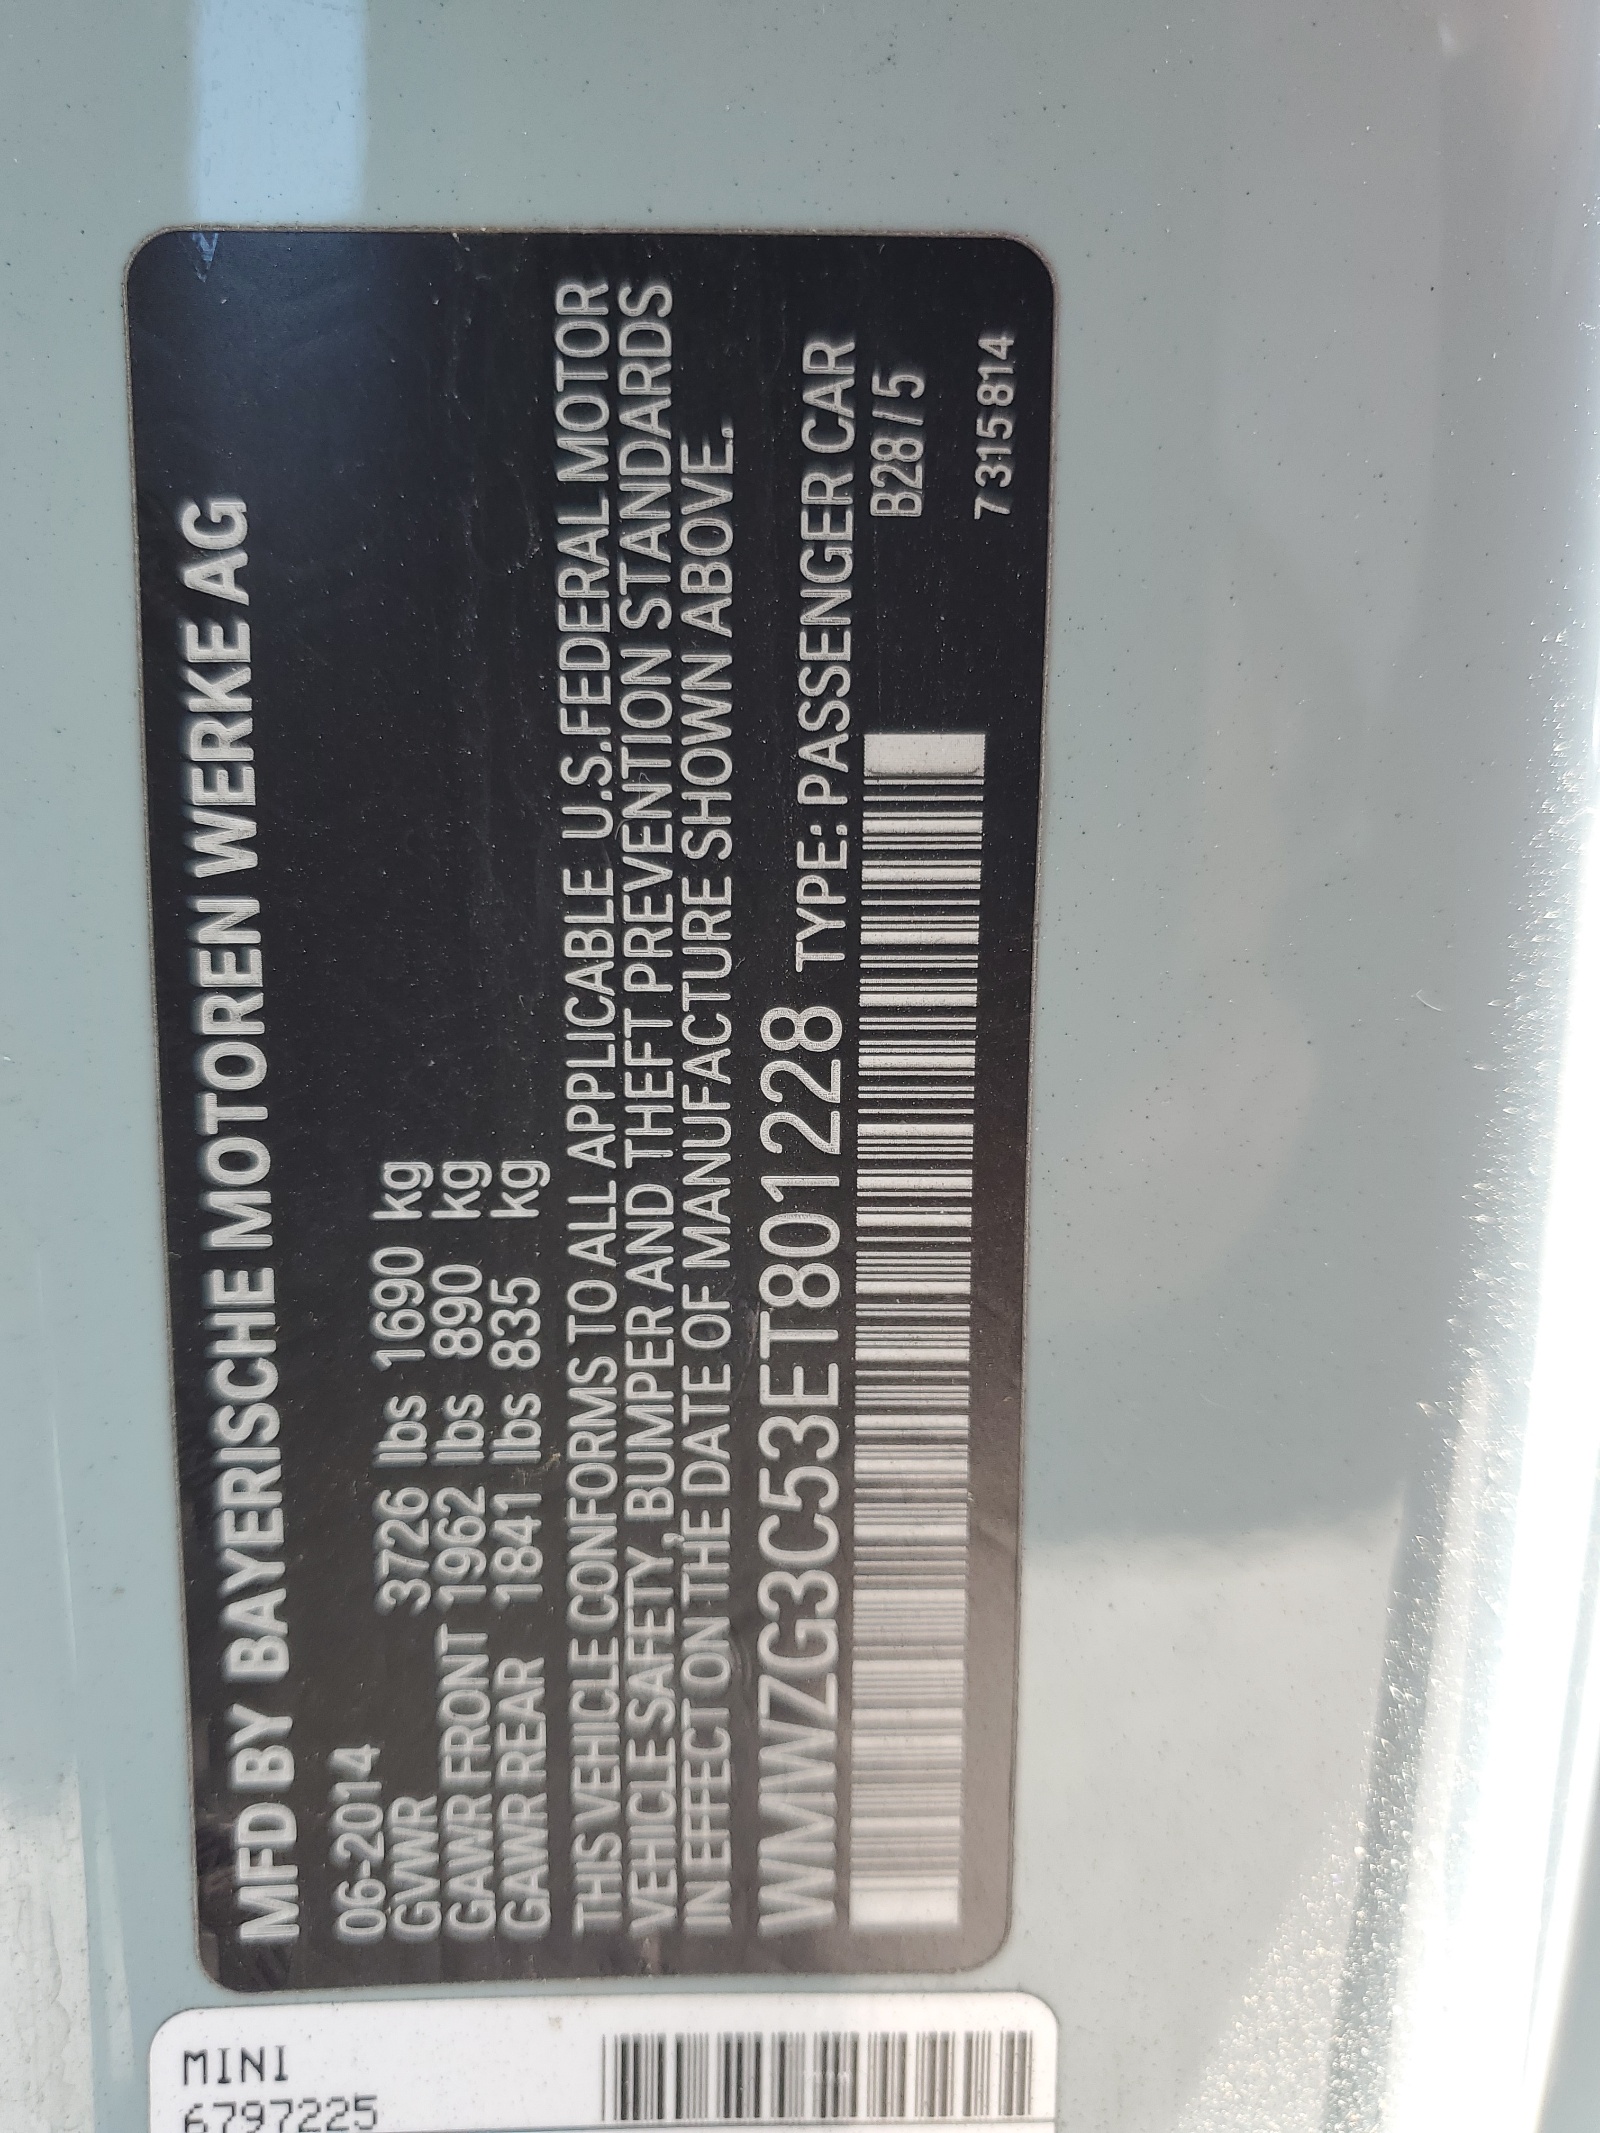 MFD BY BAYERISCHE MOTOREN WERKE AG
06-2014
GVWR 3726 lbs 1690 kg
GAWR FRONT 1962 lbs 890 kg
GAWR REAR 1841 lbs 835 kg
THIS VEHICLE CONFORMS TO ALL APPLICABLE U.S.FEDERAL MOTOR
VEHICLE SAFETY, BUMPER AND THEFT PREVENTION STANDARDS
IN EFFECT ON THE DATE OF MANUFACTURE SHOWN ABOVE.
WMWZG3C53ET801228 TYPE: PASSENGER CAR
B28/5
7315814
MINI
6797225